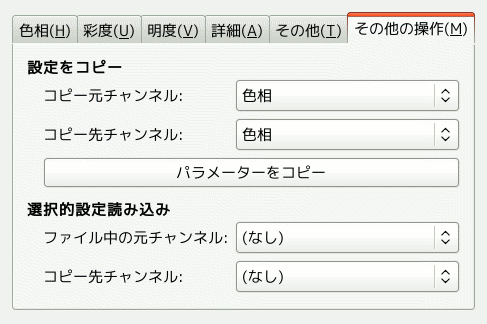 色相(H) 彩度(U) 明度(V) 詳細(A) その他(T) その他の操作(M)
設定をコピー
コピー元チャンネル: 色相
コピー先チャンネル: 色相
パラメーターをコピー
選択的設定読み込み
ファイル中の元チャンネル: (なし)
コピー先チャンネル: (なし)